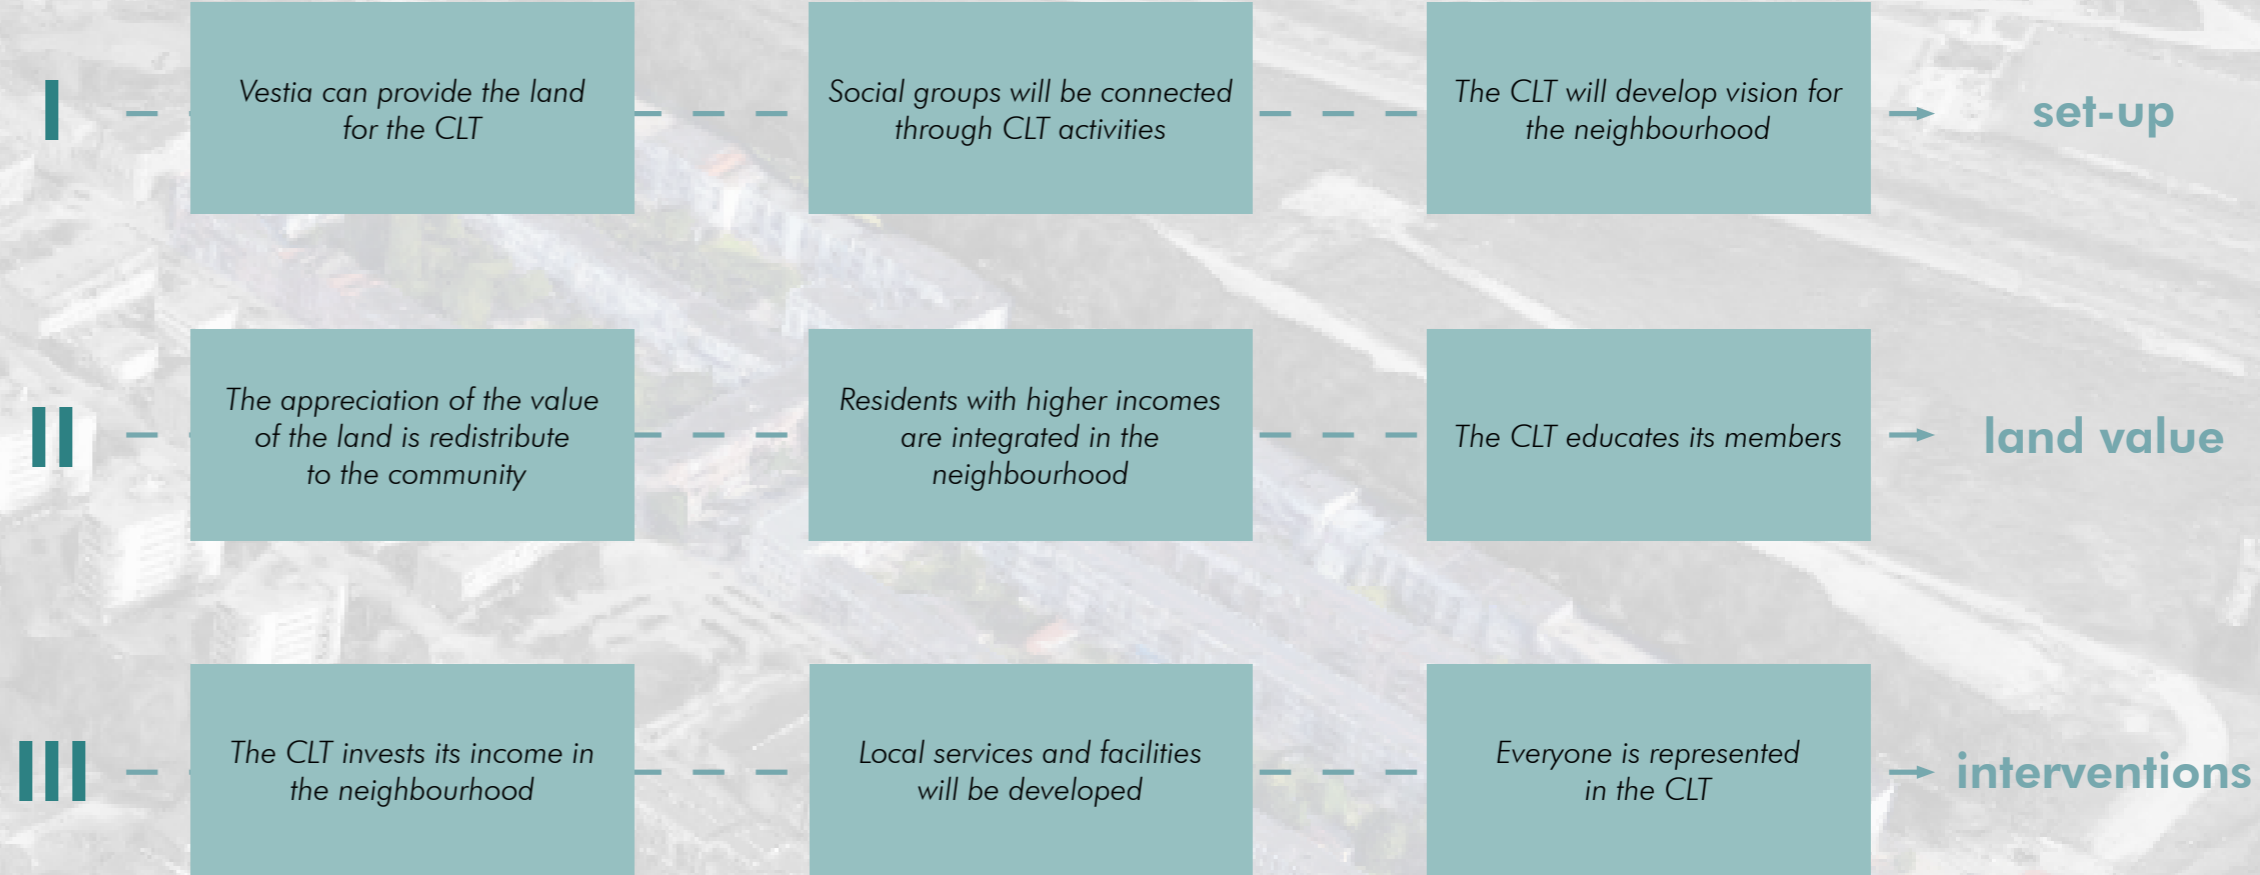 I
Vestia can provide the land
for the CLT
Social groups will be connected
through CLT activities
The CLT will develop vision for
the neighbourhood
set-up
II
The appreciation of the value
of the land is redistribute
to the community
Residents with higher incomes
are integrated in the
neighbourhood
The CLT educates its members
land value
III
The CLT invests its income in
the neighbourhood
Local services and facilities
will be developed
Everyone is represented
in the CLT
interventions